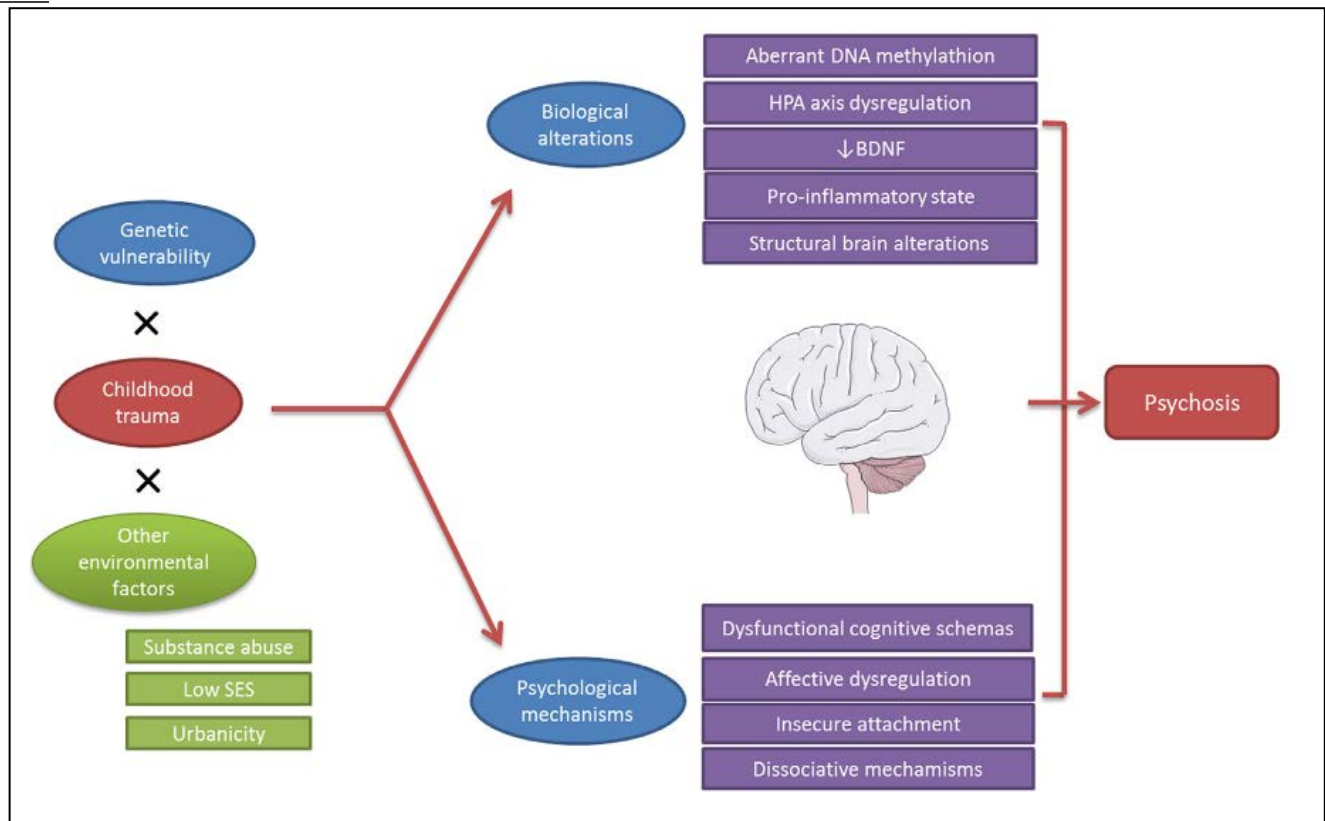 Genetic
vulnerability
×
Childhood
trauma
×
Other
environmental
factors
Substance abuse
Low SES
Urbanicity
Biological
alterations
Aberrant DNA methylathion
HPA axis dysregulation
↓BDNF
Pro-inflammatory state
Structural brain alterations
Psychological
mechanisms
Dysfunctional cognitive schemas
Affective dysregulation
Insecure attachment
Dissociative mechamisms
Psychosis